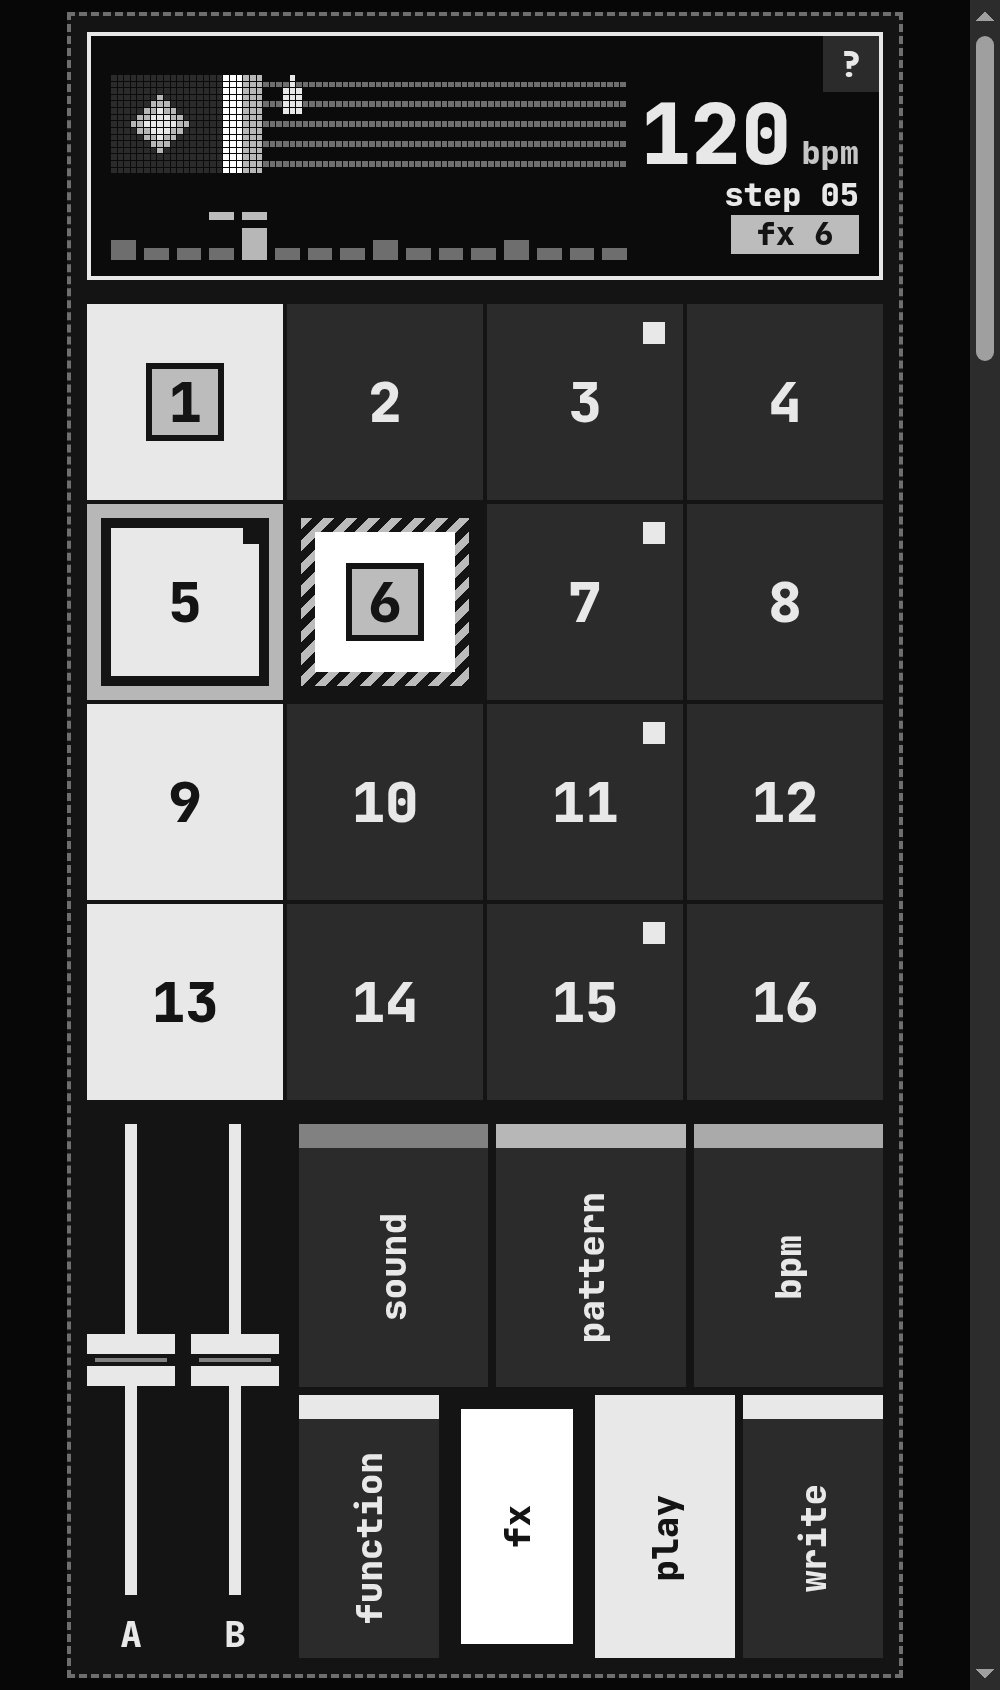 ?
120 bpm
step 05
fx 6
1 2 3 4
5 6 7 8
9 10 11 12
13 14 15 16
sound pattern bpm
function fx play write
A B